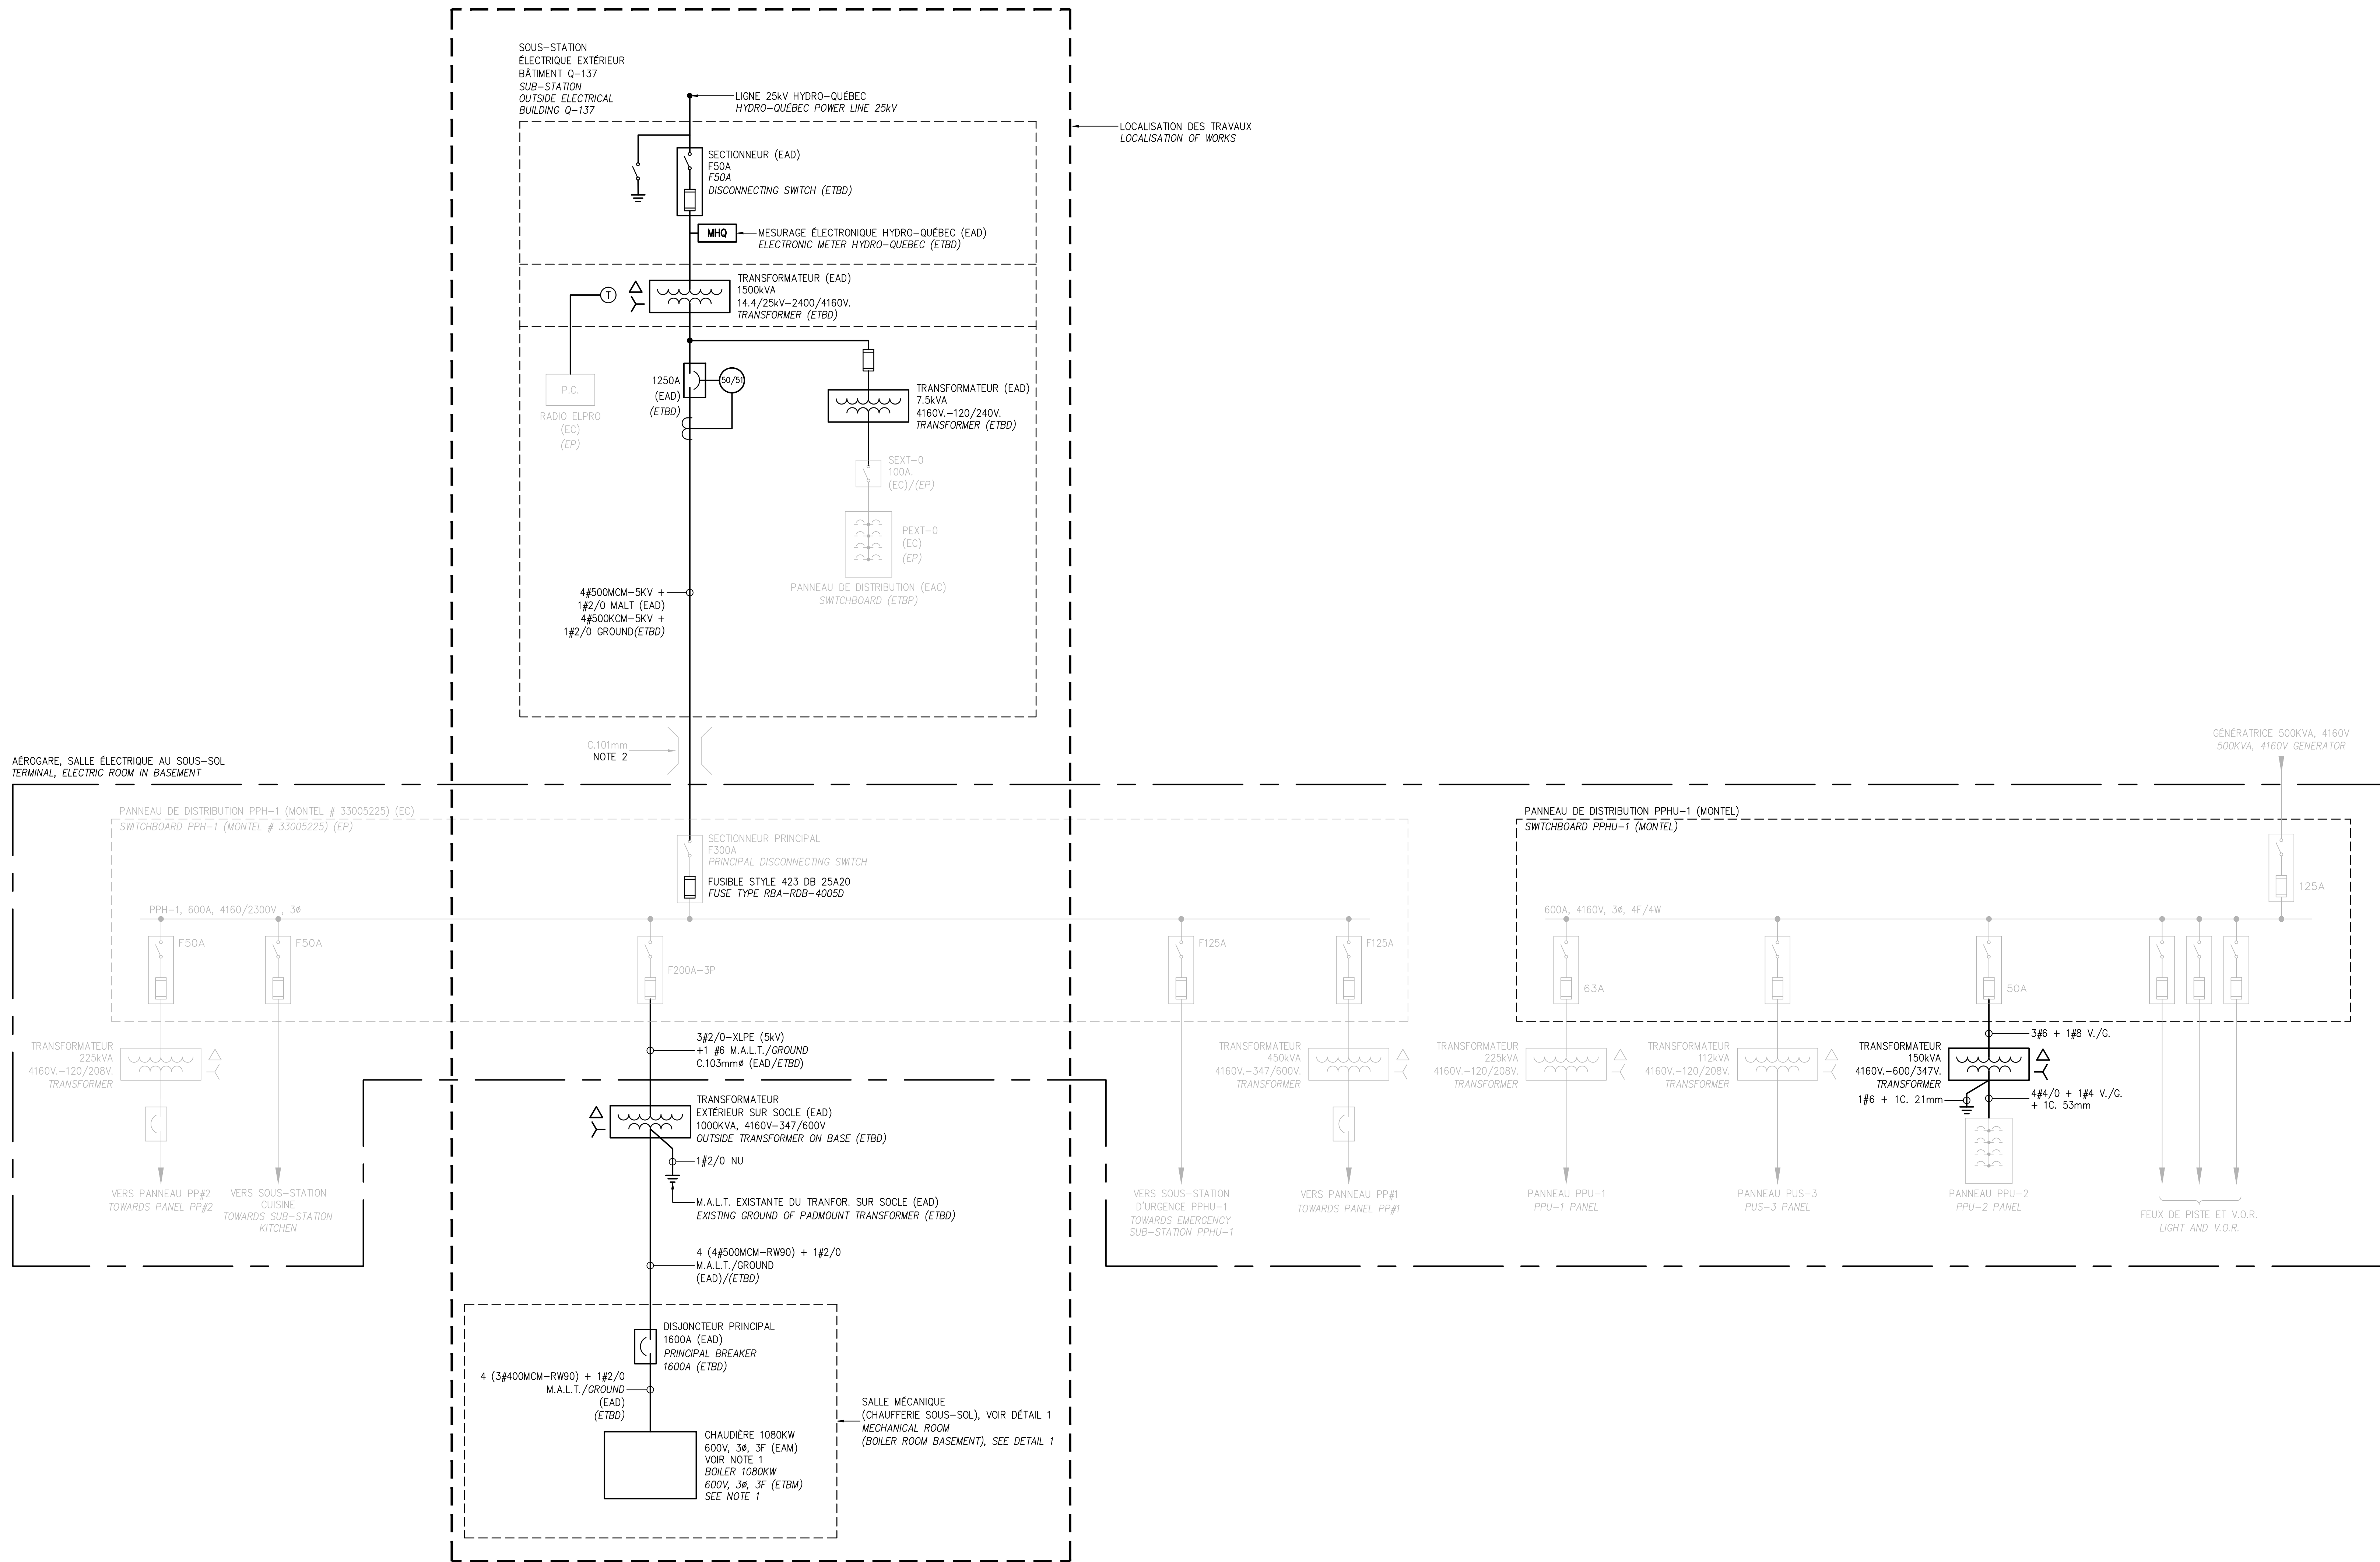 SOUS-STATION
ÉLECTRIQUE EXTÉRIEUR
BÂTIMENT Q-137
SUB-STATION
OUTSIDE ELECTRICAL
BUILDING Q-137
LIGNE 25kV HYDRO-QUÉBEC
HYDRO-QUÉBEC POWER LINE 25kV
LOCALISATION DES TRAVAUX
LOCALISATION OF WORKS
SECTIONNEUR (EAD)
F50A
F50A
DISCONNECTING SWITCH (ETBD)
MHQ
MESURAGE ÉLECTRONIQUE HYDRO-QUÉBEC (EAD)
ELECTRONIC METER HYDRO-QUEBEC (ETBD)
T
TRANSFORMATEUR (EAD)
1500kVA
14.4/25kV-2400/4160V.
TRANSFORMER (ETBD)
P.C.
RADIO ELPRO
(EC)
(EP)
1250A
(EAD)
(ETBD)
50/51
TRANSFORMATEUR (EAD)
7.5kVA
4160V.-120/240V.
TRANSFORMER (ETBD)
SEXT-0
100A.
(EC)/(EP)
PEXT-0
(EC)
(EP)
PANNEAU DE DISTRIBUTION (EAC)
SWITCHBOARD (ETBP)
4#500MCM-5KV +
1#2/0 MALT (EAD)
4#500KCM-5KV +
1#2/0 GROUND(ETBD)
C.101mm
NOTE 2
AÉROGARE, SALLE ÉLECTRIQUE AU SOUS-SOL
TERMINAL, ELECTRIC ROOM IN BASEMENT
GÉNÉRATRICE 500KVA, 4160V
500KVA, 4160V GENERATOR
PANNEAU DE DISTRIBUTION PPH-1 (MONTEL # 33005225) (EC)
SWITCHBOARD PPH-1 (MONTEL # 33005225) (EP)
SECTIONNEUR PRINCIPAL
F300A
PRINCIPAL DISCONNECTING SWITCH
FUSIBLE STYLE 423 DB 25A20
FUSE TYPE RBA-RDB-4005D
PPH-1, 600A, 4160/2300V , 3ø
F50A
F50A
F200A-3P
F125A
F125A
PANNEAU DE DISTRIBUTION PPHU-1 (MONTEL)
SWITCHBOARD PPHU-1 (MONTEL)
125A
600A, 4160V, 3ø, 4F/4W
63A
50A
TRANSFORMATEUR
225kVA
4160V.-120/208V.
TRANSFORMER
3#2/0-XLPE (5kV)
+1 #6 M.A.L.T./GROUND
C.103mmø (EAD/ETBD)
TRANSFORMATEUR
450kVA
4160V.-347/600V.
TRANSFORMER
TRANSFORMATEUR
225kVA
4160V.-120/208V.
TRANSFORMER
TRANSFORMATEUR
112kVA
4160V.-120/208V.
TRANSFORMER
3#6 + 1#8 V./G.
TRANSFORMATEUR
150kVA
4160V.-600/347V.
TRANSFORMER
1#6 + 1C. 21mm
4#4/0 + 1#4 V./G.
+ 1C. 53mm
TRANSFORMATEUR
EXTÉRIEUR SUR SOCLE (EAD)
1000KVA, 4160V-347/600V
OUTSIDE TRANSFORMER ON BASE (ETBD)
1#2/0 NU
M.A.L.T. EXISTANTE DU TRANFOR. SUR SOCLE (EAD)
EXISTING GROUND OF PADMOUNT TRANSFORMER (ETBD)
VERS PANNEAU PP#2
TOWARDS PANEL PP#2
VERS SOUS-STATION
CUISINE
TOWARDS SUB-STATION
KITCHEN
VERS SOUS-STATION
D'URGENCE PPHU-1
TOWARDS EMERGENCY
SUB-STATION PPHU-1
VERS PANNEAU PP#1
TOWARDS PANEL PP#1
PANNEAU PPU-1
PPU-1 PANEL
PANNEAU PUS-3
PUS-3 PANEL
PANNEAU PPU-2
PPU-2 PANEL
FEUX DE PISTE ET V.O.R.
LIGHT AND V.O.R.
4 (4#500MCM-RW90) + 1#2/0
M.A.L.T./GROUND
(EAD)/(ETBD)
DISJONCTEUR PRINCIPAL
1600A (EAD)
PRINCIPAL BREAKER
1600A (ETBD)
4 (3#400MCM-RW90) + 1#2/0
M.A.L.T./GROUND
(EAD)
(ETBD)
SALLE MÉCANIQUE
(CHAUFFERIE SOUS-SOL), VOIR DÉTAIL 1
MECHANICAL ROOM
(BOILER ROOM BASEMENT), SEE DETAIL 1
CHAUDIÈRE 1080KW
600V, 3ø, 3F (EAM)
VOIR NOTE 1
BOILER 1080KW
600V, 3ø, 3F (ETBM)
SEE NOTE 1